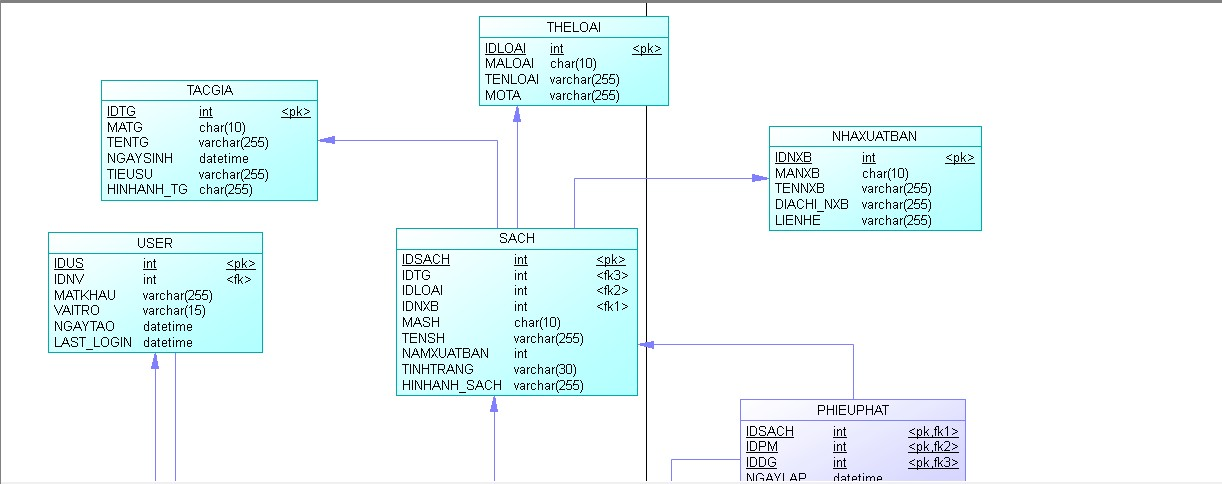 THELOAI
IDLOAI int <pk>
MALOAI char(10)
TENLOAI varchar(255)
MOTA varchar(255)
TACGIA
IDTG int <pk>
MATG char(10)
TENTG varchar(255)
NGAYSINH datetime
TIEUSU varchar(255)
HINHANH_TG char(255)
NHAXUATBAN
IDNXB int <pk>
MANXB char(10)
TENNXB varchar(255)
DIACHI_NXB varchar(255)
LIENHE varchar(255)
USER
IDUS int <pk>
IDNV int <fk>
MATKHAU varchar(255)
VAITRO varchar(15)
NGAYTAO datetime
LAST_LOGIN datetime
SACH
IDSACH int <pk>
IDTG int <fk3>
IDLOAI int <fk2>
IDNXB int <fk1>
MASH char(10)
TENSH varchar(255)
NAMXUATBAN int
TINHTRANG varchar(30)
HINHANH_SACH varchar(255)
PHIEUPHAT
IDSACH int <pk,fk1>
IDPM int <pk,fk2>
IDDG int <pk,fk3>
NGAYLAP datetime